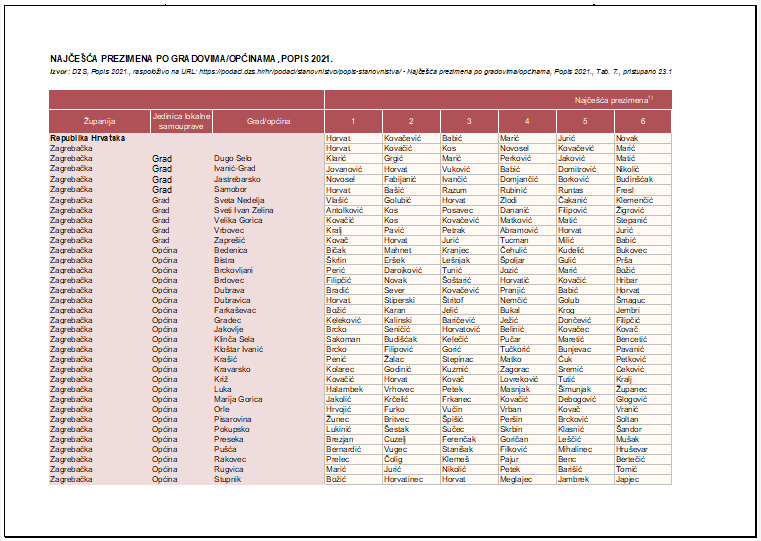 NAJČEŠĆA PREZIMENA PO GRADOVIMA/OPĆINAMA, POPIS 2021.
Izvor: DZS, Popis 2021., raspoloživo na URL: https://podaci.dzs.hr/hr/podaci/stanovnistvo/popis-stanovnistva/ - Najčešća prezimena po gradovima/općinama, Popis 2021., Tab. 7., pristupano 23.1
Najčešća prezimena¹⁾
Županija Jedinica lokalne samouprave Grad/općina 1 2 3 4 5 6
Republika Hrvatska Horvat Kovačević Babić Marić Jurić Novak
Zagrebačka Horvat Kovačić Kos Novosel Kovačević Marić
Zagrebačka Grad Dugo Selo Klarić Grgić Marić Perković Jaković Matić
Zagrebačka Grad Ivanić-Grad Jovanović Horvat Vuković Babić Domitrović Nikolić
Zagrebačka Grad Jastrebarsko Novosel Fabijanić Ivančić Domjančić Borković Budinšćak
Zagrebačka Grad Samobor Horvat Bašić Razum Rubinić Runtas Fresl
Zagrebačka Grad Sveta Nedelja Vlašić Golubić Horvat Zlodi Čakanić Klemenčić
Zagrebačka Grad Sveti Ivan Zelina Antolković Kos Posavec Dananić Filipović Žigrović
Zagrebačka Grad Velika Gorica Kovačić Kos Kovačević Matković Matić Stepanić
Zagrebačka Grad Vrbovec Kralj Pavić Petrak Abramović Horvat Jurić
Zagrebačka Grad Zaprešić Kovač Horvat Jurić Tucman Milić Babić
Zagrebačka Općina Bedenica Bičak Mahnet Kranjec Čehulić Kudelić Bukovec
Zagrebačka Općina Bistra Škrlin Eršek Lešnjak Špoljar Gulić Prša
Zagrebačka Općina Brckovljani Perić Darojković Tunić Jozić Marić Božić
Zagrebačka Općina Brdovec Filipčić Novak Šoštarić Horvatić Kovačić Hribar
Zagrebačka Općina Dubrava Bradić Sever Kovačević Pranjić Babić Horvat
Zagrebačka Općina Dubravica Horvat Stiperski Štritof Nemčić Golub Šmaguc
Zagrebačka Općina Farkaševac Božić Karan Jelić Bukal Krog Jembri
Zagrebačka Općina Gradec Keleković Kalinski Baričević Ježić Dončević Filipčić
Zagrebačka Općina Jakovlje Brcko Seničić Horvatović Belinić Kovačec Kovač
Zagrebačka Općina Klinča Sela Sakoman Budišćak Kelečić Pučar Maretić Bencetić
Zagrebačka Općina Kloštar Ivanić Brcko Filipović Gorić Tučkorić Bunjevac Pavanić
Zagrebačka Općina Krašić Penić Žalac Stepinac Matko Čuk Petković
Zagrebačka Općina Kravarsko Kolarec Godinić Kuzmić Zagorac Sremić Ceković
Zagrebačka Općina Križ Kovačić Horvat Kovač Lovreković Tutić Kralj
Zagrebačka Općina Luka Halambek Vrhovec Petek Masnjak Šimunjak Županec
Zagrebačka Općina Marija Gorica Jakolić Krčelić Frkanec Kovačić Debogović Glogović
Zagrebačka Općina Orle Hrvojić Furko Vučin Vrban Kovač Vranić
Zagrebačka Općina Pisarovina Žunec Britvec Špišić Peršin Brcković Soltan
Zagrebačka Općina Pokupsko Lukinić Šestak Sučec Skrbin Klasnić Šandor
Zagrebačka Općina Preseka Brezjan Cuzelj Ferenčak Goričan Leščić Mušak
Zagrebačka Općina Pušća Bernardić Vugec Stanišak Filković Mihalinec Hruševar
Zagrebačka Općina Rakovec Prelec Čolig Klemeš Pajur Benc Bertečić
Zagrebačka Općina Rugvica Marić Jurić Nikolić Petek Barišić Tomić
Zagrebačka Općina Stupnik Božić Horvatinec Horvat Meglajec Jambrek Japjec